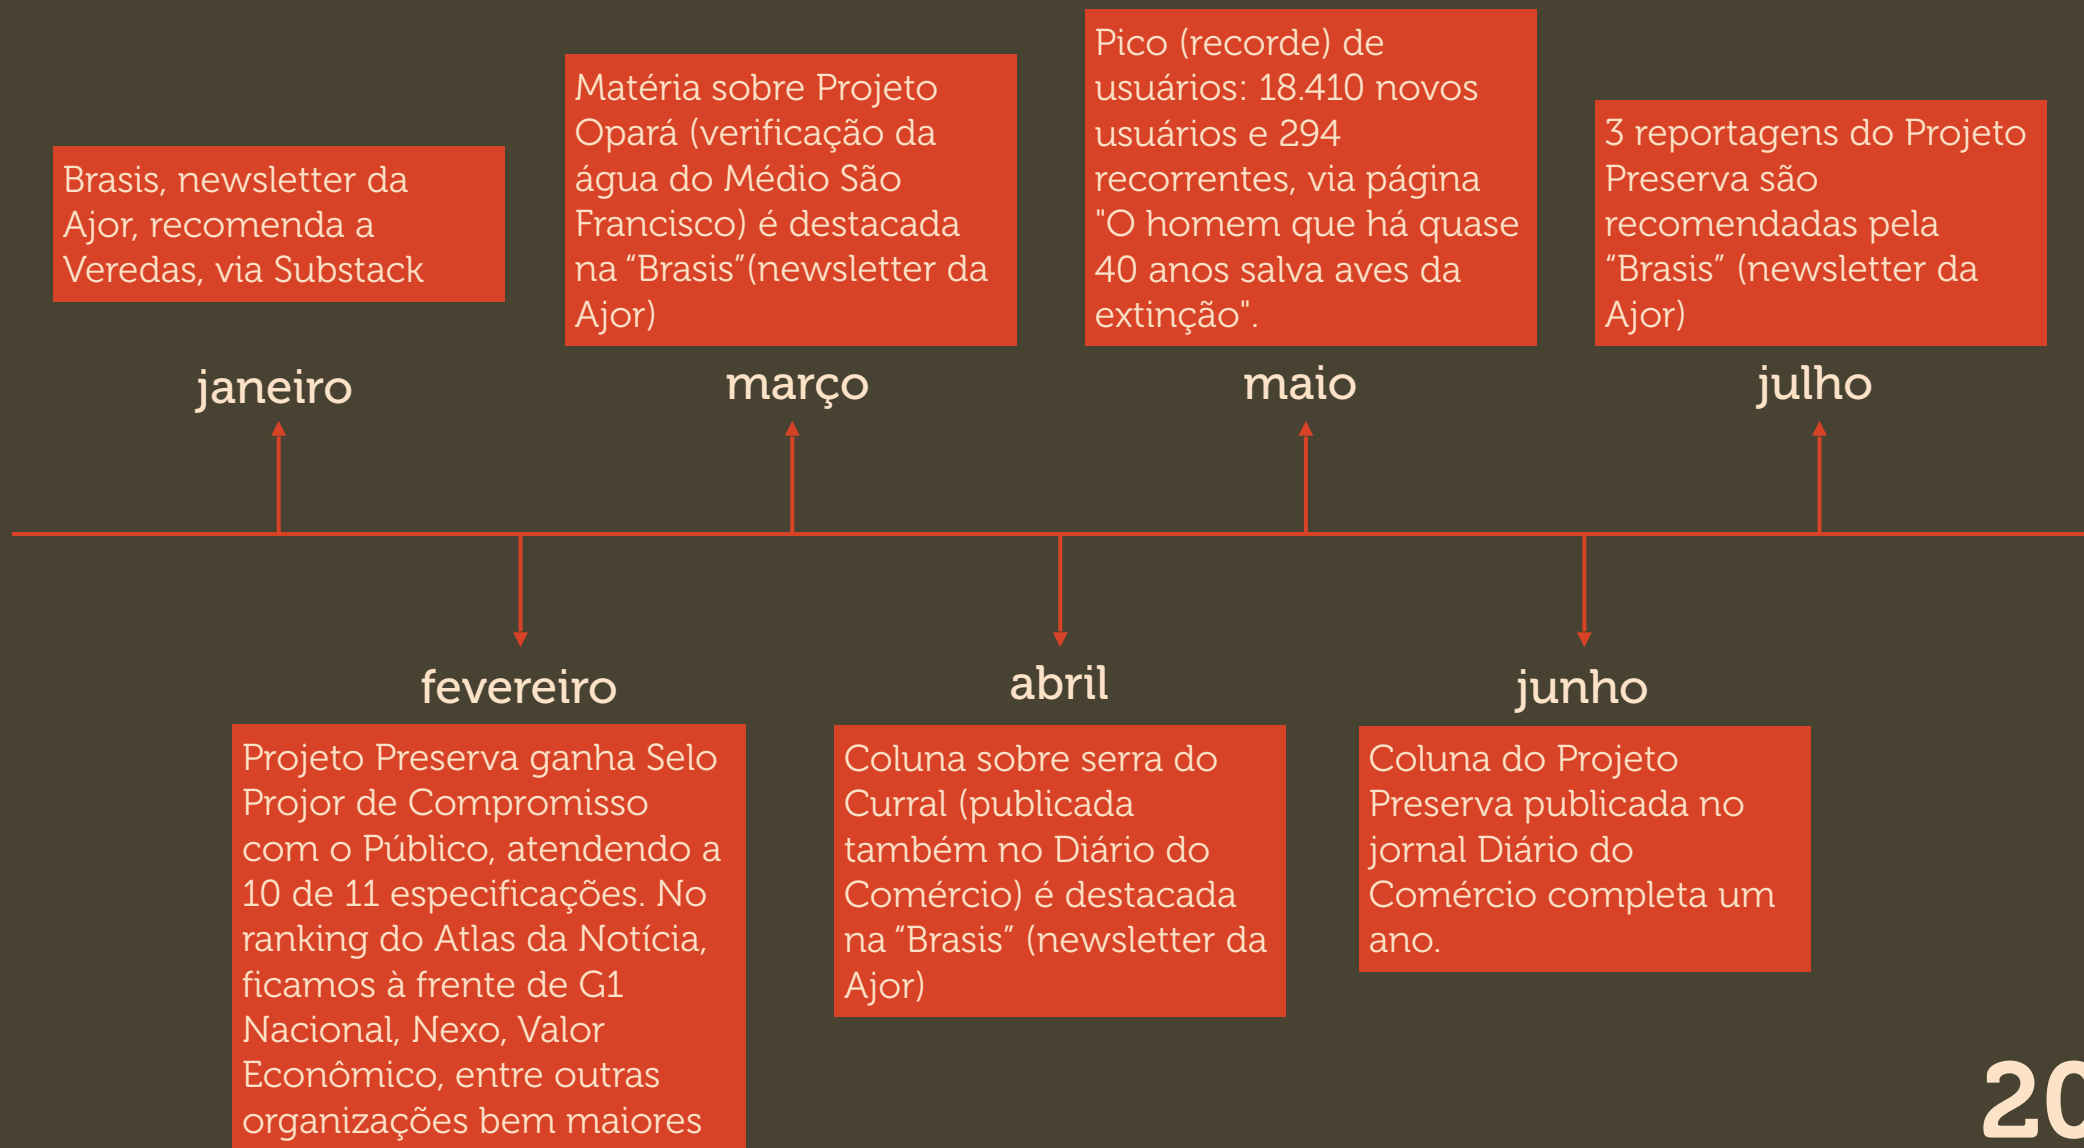 Brasis, newsletter da
Ajor, recomenda a
Veredas, via Substack
janeiro
Matéria sobre Projeto
Opará (verificação da
água do Médio São
Francisco) é destacada
na “Brasis”(newsletter da
Ajor)
março
Pico (recorde) de
usuários: 18.410 novos
usuários e 294
recorrentes, via página
"O homem que há quase
40 anos salva aves da
extinção".
maio
3 reportagens do Projeto
Preserva são
recomendadas pela
“Brasis” (newsletter da
Ajor)
julho
fevereiro
Projeto Preserva ganha Selo
Projor de Compromisso
com o Público, atendendo a
10 de 11 especificações. No
ranking do Atlas da Notícia,
ficamos à frente de G1
Nacional, Nexo, Valor
Econômico, entre outras
organizações bem maiores
abril
Coluna sobre serra do
Curral (publicada
também no Diário do
Comércio) é destacada
na “Brasis” (newsletter da
Ajor)
junho
Coluna do Projeto
Preserva publicada no
jornal Diário do
Comércio completa um
ano.
20